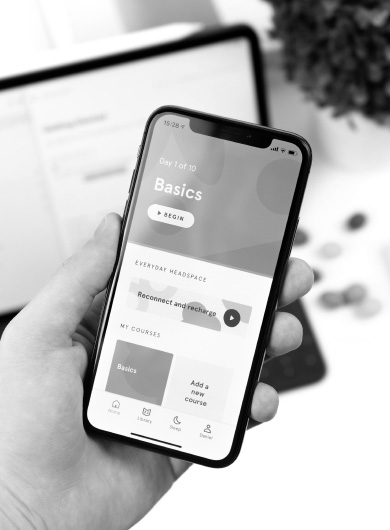 15:28
Day 1 of 10
Basics
BEGIN
EVERYDAY HEADSPACE
Reconnect and recharge
MY COURSES
Basics
Add a
new
course
Home
Library
Sleep
Daniel